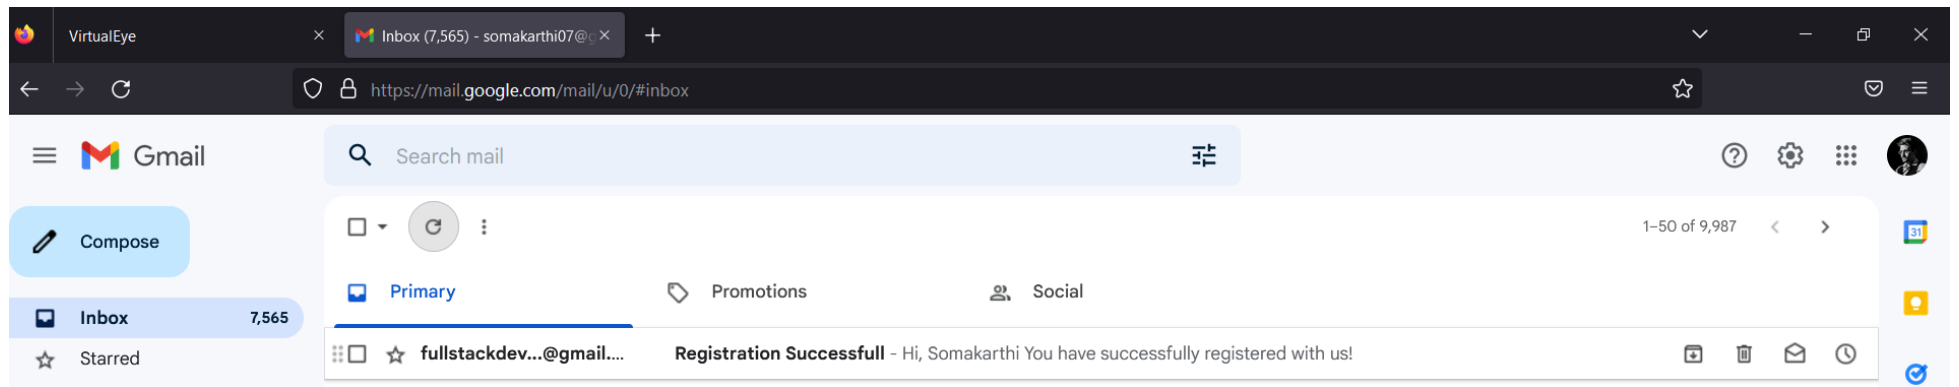 VirtualEye
Inbox (7,565) - somakarthi07@g
https://mail.google.com/mail/u/0/#inbox
Gmail
Search mail
Compose
1–50 of 9,987
31
Primary
Promotions
Social
Inbox 7,565
Starred
fullstackdev...@gmail.... Registration Successfull - Hi, Somakarthi You have successfully registered with us!